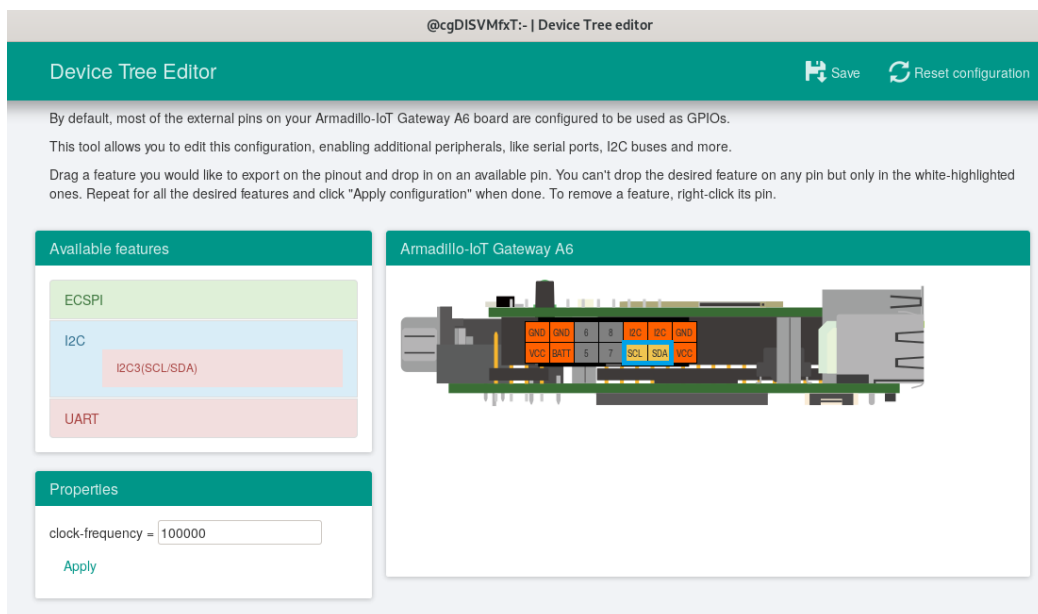 @cgDISVMfxT:- | Device Tree editor
Device Tree Editor
Save
Reset configuration
By default, most of the external pins on your Armadillo-IoT Gateway A6 board are configured to be used as GPIOs.
This tool allows you to edit this configuration, enabling additional peripherals, like serial ports, I2C buses and more.
Drag a feature you would like to export on the pinout and drop in on an available pin. You can't drop the desired feature on any pin but only in the white-highlighted
ones. Repeat for all the desired features and click "Apply configuration" when done. To remove a feature, right-click its pin.
Available features
ECSPI
I2C
I2C3(SCL/SDA)
UART
Properties
clock-frequency = 100000
Apply
Armadillo-IoT Gateway A6
GND GND 6 8 I2C I2C GND
VCC BATT 5 7 SCL SDA VCC